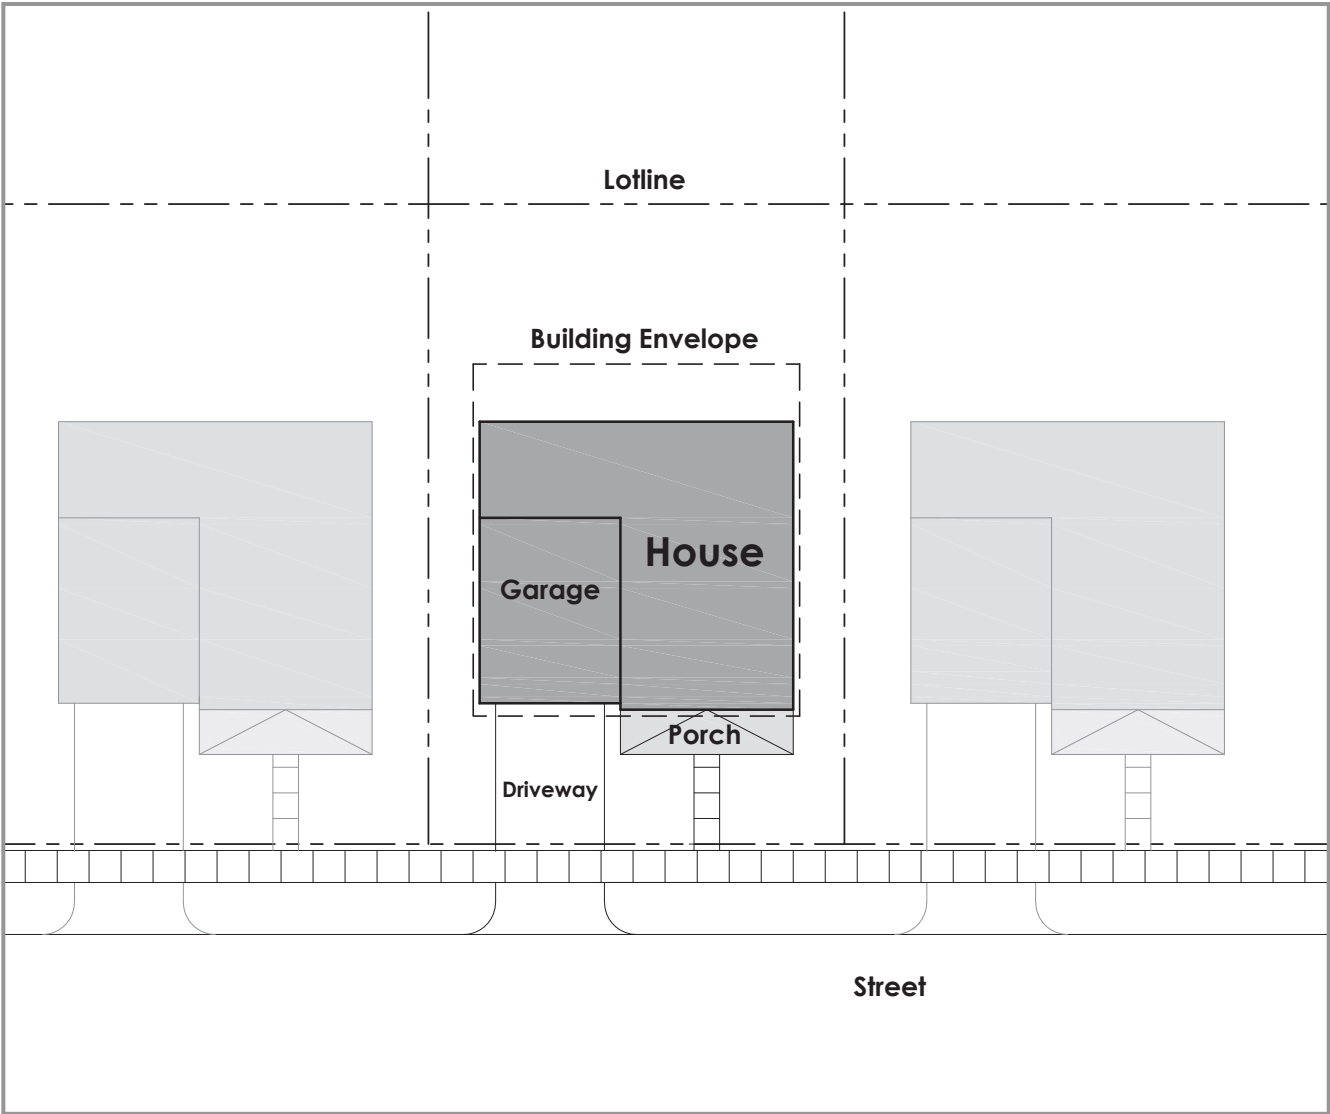 Lotline
Building Envelope
House
Garage
Porch
Driveway
Street